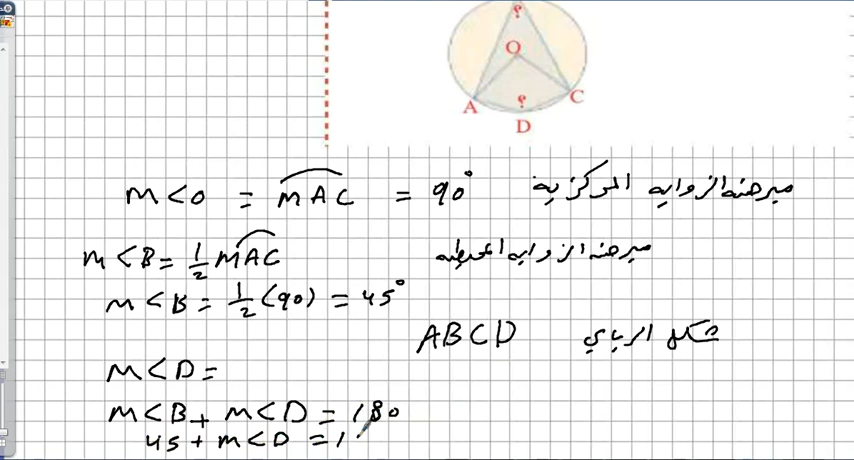 ؟
O
A ؟ C
D
m<O = mAC = 90° مبرهنة الزاوية المركزية
m<B = 1/2 mAC مبرهنة الزاوية المحيطية
m<B = 1/2 (90) = 45°
ABCD شكل الرباعي
m<D =
m<B + m<D = 180
45 + m<D = 1